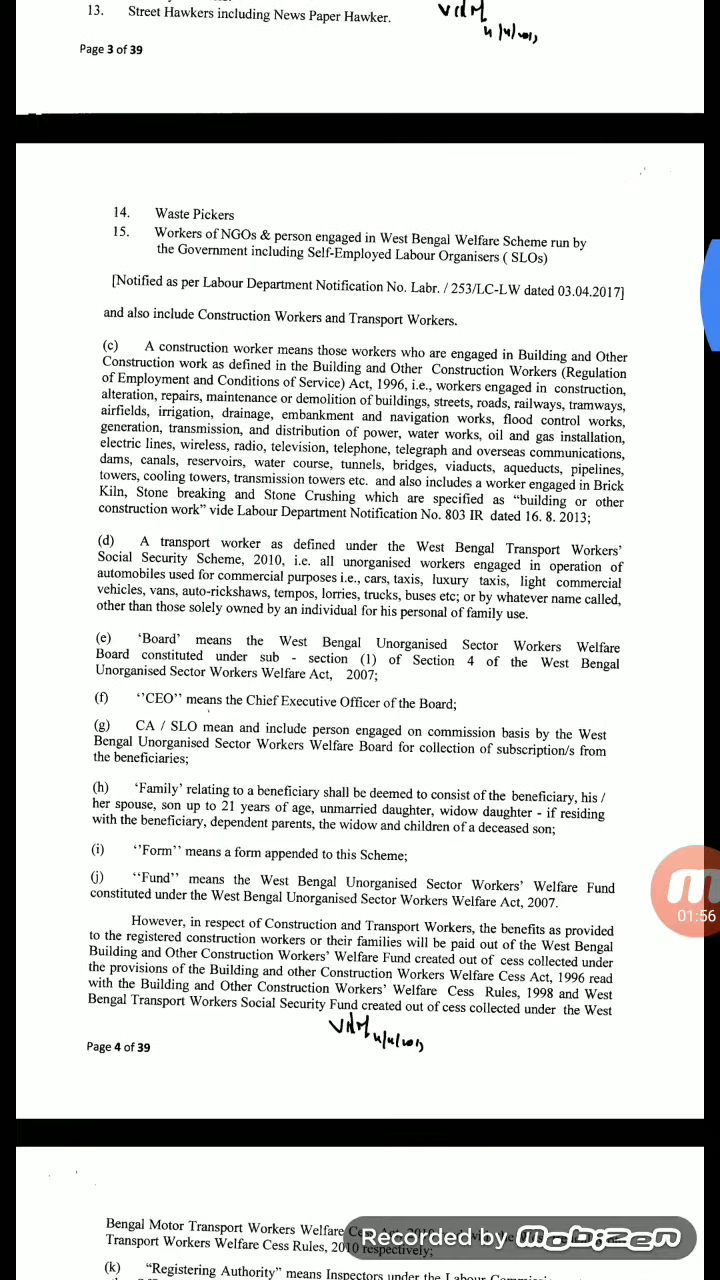 13. Street Hawkers including News Paper Hawker.
Page 3 of 39
14. Waste Pickers
15. Workers of NGOs & person engaged in West Bengal Welfare Scheme run by
the Government including Self-Employed Labour Organisers ( SLOs)
[Notified as per Labour Department Notification No. Labr. / 253/LC-LW dated 03.04.2017]
and also include Construction Workers and Transport Workers.
(c) A construction worker means those workers who are engaged in Building and Other
Construction work as defined in the Building and Other Construction Workers (Regulation
of Employment and Conditions of Service) Act, 1996, i.e., workers engaged in construction,
alteration, repairs, maintenance or demolition of buildings, streets, roads, railways, tramways,
airfields, irrigation, drainage, embankment and navigation works, flood control works,
generation, transmission, and distribution of power, water works, oil and gas installation,
electric lines, wireless, radio, television, telephone, telegraph and overseas communications,
dams, canals, reservoirs, water course, tunnels, bridges, viaducts, aqueducts, pipelines,
towers, cooling towers, transmission towers etc. and also includes a worker engaged in Brick
Kiln, Stone breaking and Stone Crushing which are specified as “building or other
construction work” vide Labour Department Notification No. 803 IR dated 16. 8. 2013;
(d) A transport worker as defined under the West Bengal Transport Workers’
Social Security Scheme, 2010, i.e. all unorganised workers engaged in operation of
automobiles used for commercial purposes i.e., cars, taxis, luxury taxis, light commercial
vehicles, vans, auto-rickshaws, tempos, lorries, trucks, buses etc; or by whatever name called,
other than those solely owned by an individual for his personal of family use.
(e) ‘Board’ means the West Bengal Unorganised Sector Workers Welfare
Board constituted under sub - section (1) of Section 4 of the West Bengal
Unorganised Sector Workers Welfare Act, 2007;
(f) ‘’CEO’’ means the Chief Executive Officer of the Board;
(g) CA / SLO mean and include person engaged on commission basis by the West
Bengal Unorganised Sector Workers Welfare Board for collection of subscription/s from
the beneficiaries;
(h) ‘Family’ relating to a beneficiary shall be deemed to consist of the beneficiary, his /
her spouse, son up to 21 years of age, unmarried daughter, widow daughter - if residing
with the beneficiary, dependent parents, the widow and children of a deceased son;
(i) ‘’Form’’ means a form appended to this Scheme;
(j) ‘’Fund’’ means the West Bengal Unorganised Sector Workers’ Welfare Fund
constituted under the West Bengal Unorganised Sector Workers Welfare Act, 2007.
However, in respect of Construction and Transport Workers, the benefits as provided
to the registered construction workers or their families will be paid out of the West Bengal
Building and Other Construction Workers’ Welfare Fund created out of cess collected under
the provisions of the Building and other Construction Workers Welfare Cess Act, 1996 read
with the Building and Other Construction Workers’ Welfare Cess Rules, 1998 and West
Bengal Transport Workers Social Security Fund created out of cess collected under the West
Page 4 of 39
Bengal Motor Transport Workers Welfare
Transport Workers Welfare Cess Rules, 2010 respectively;
(k) “Registering Authority” means Inspectors under the Labour
01:56
Recorded by mobizen